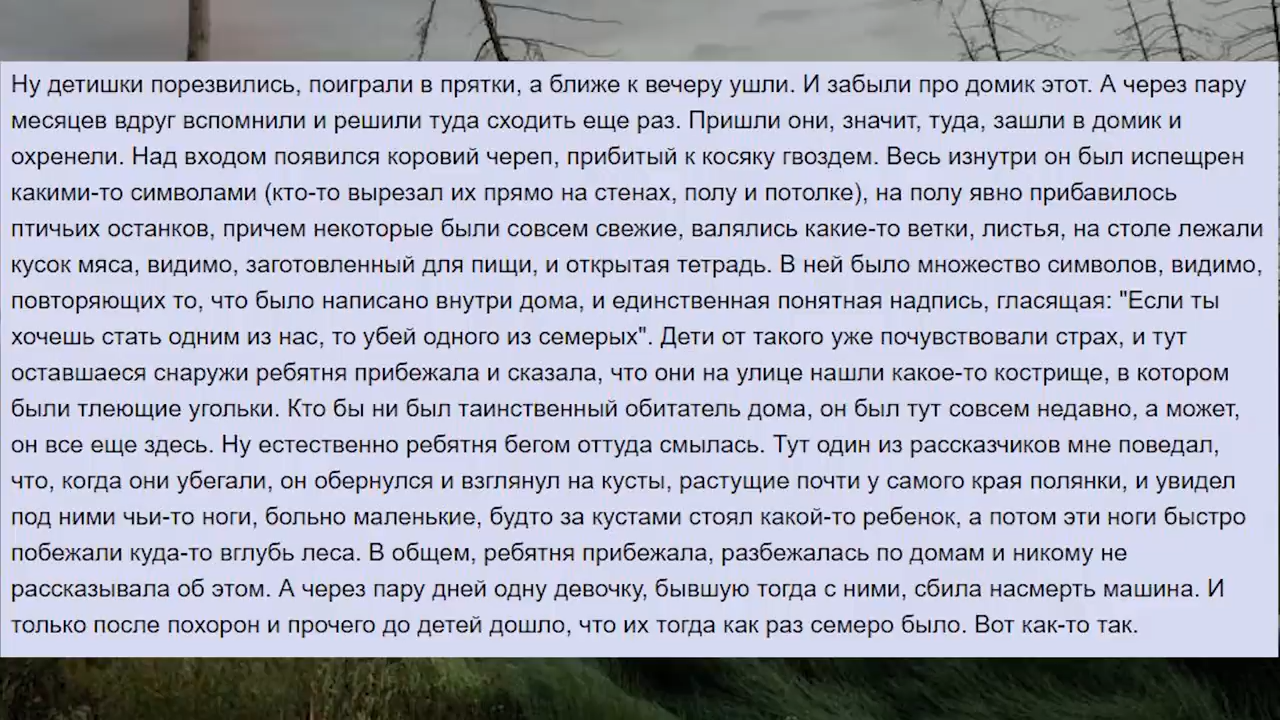 Ну детишки порезвились, поиграли в прятки, а ближе к вечеру ушли. И забыли про домик этот. А через пару
месяцев вдруг вспомнили и решили туда сходить еще раз. Пришли они, значит, туда, зашли в домик и
охренели. Над входом появился коровий череп, прибитый к косяку гвоздем. Весь изнутри он был испещрен
какими-то символами (кто-то вырезал их прямо на стенах, полу и потолке), на полу явно прибавилось
птичьих останков, причем некоторые были совсем свежие, валялись какие-то ветки, листья, на столе лежали
кусок мяса, видимо, заготовленный для пищи, и открытая тетрадь. В ней было множество символов, видимо,
повторяющих то, что было написано внутри дома, и единственная понятная надпись, гласящая: "Если ты
хочешь стать одним из нас, то убей одного из семерых". Дети от такого уже почувствовали страх, и тут
оставшаеся снаружи ребятня прибежала и сказала, что они на улице нашли какое-то кострище, в котором
были тлеющие угольки. Кто бы ни был таинственный обитатель дома, он был тут совсем недавно, а может,
он все еще здесь. Ну естественно ребятня бегом оттуда смылась. Тут один из рассказчиков мне поведал,
что, когда они убегали, он обернулся и взглянул на кусты, растущие почти у самого края полянки, и увидел
под ними чьи-то ноги, больно маленькие, будто за кустами стоял какой-то ребенок, а потом эти ноги быстро
побежали куда-то вглубь леса. В общем, ребятня прибежала, разбежалась по домам и никому не
рассказывала об этом. А через пару дней одну девочку, бывшую тогда с ними, сбила насмерть машина. И
только после похорон и прочего до детей дошло, что их тогда как раз семеро было. Вот как-то так.